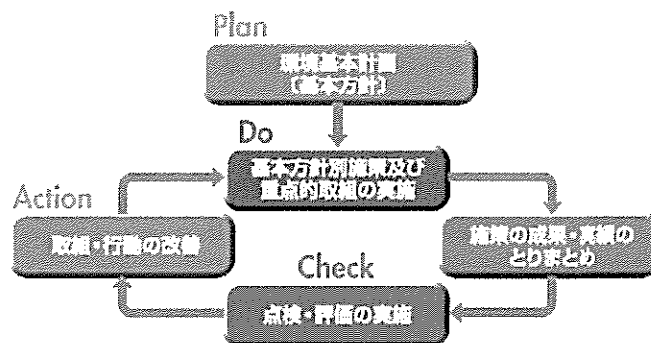 Plan
環境基本計画
〔基本方針〕
Do
基本方針別施策及び
重点的取組の実施
Action
取組・行動の改善
施策の成果・実績の
とりまとめ
Check
点検・評価の実施